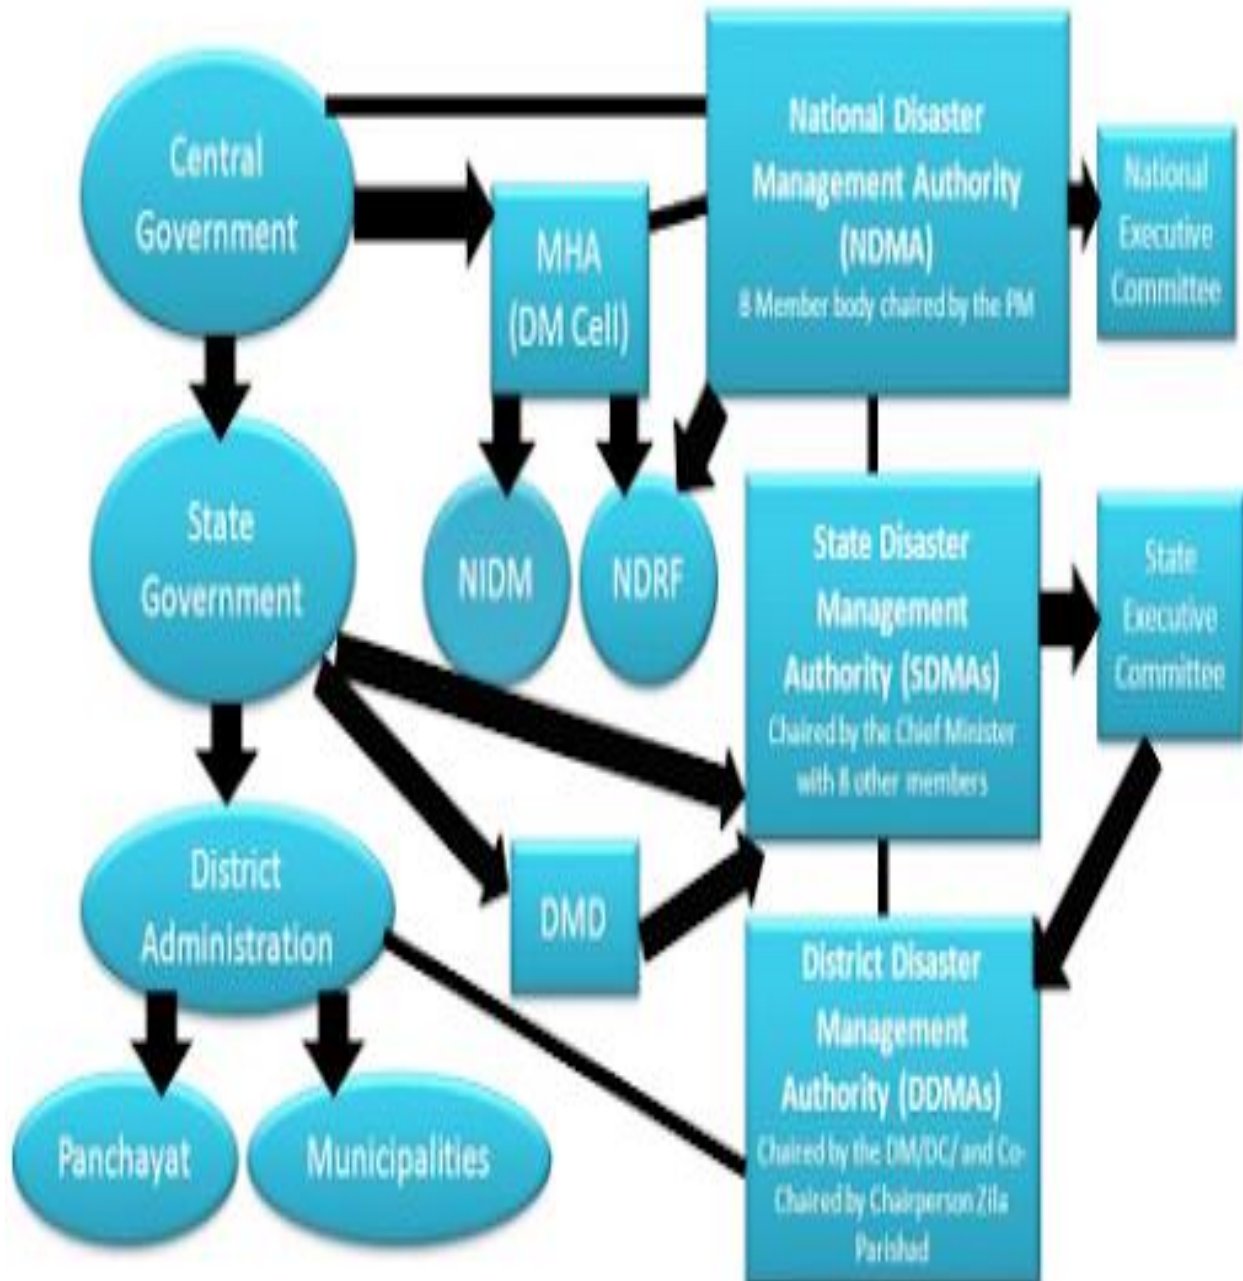 Central
Government
National Disaster
Management Authority
(NDMA)
8 Member body chaired by the PM
National
Executive
Committee
MHA
(DM Cell)
State
Government
NIDM
NDRF
State Disaster
Management
Authority (SDMAs)
Chaired by the Chief Minister
with 8 other members
State
Executive
Committee
District
Administration
DMD
District Disaster
Management
Authority (DDMAs)
Chaired by the DM/DC/ and Co-
Chaired by Chairperson Zila
Parishad
Panchayat
Municipalities